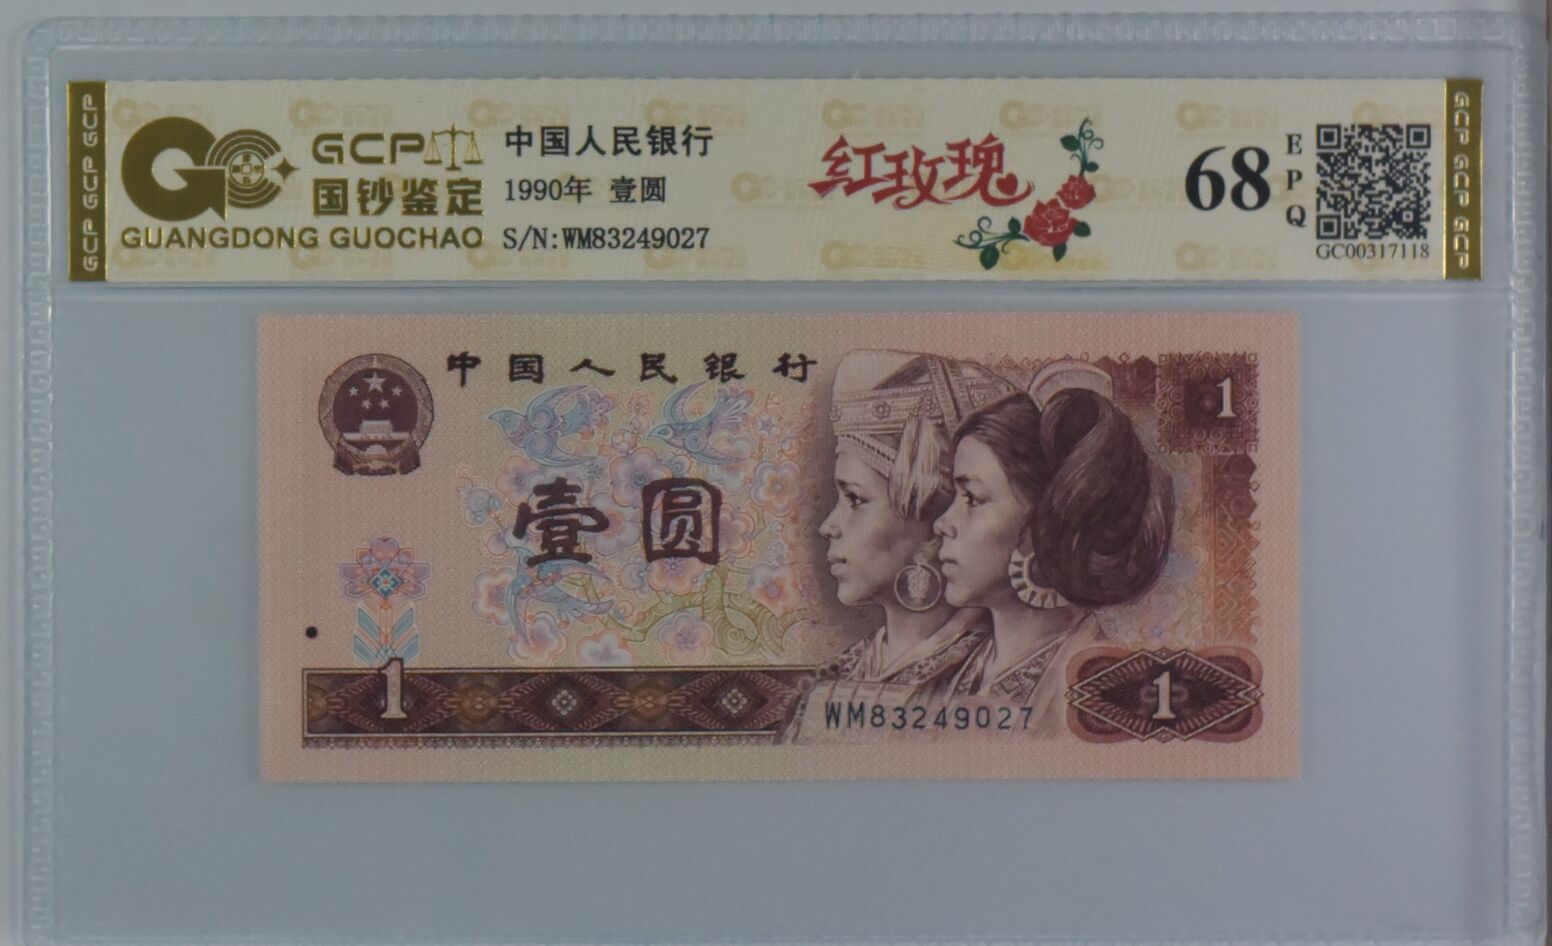 GCP GCP GCP
GCP
国钞鉴定
GUANGDONG GUOCHAO
中国人民银行
1990年 壹圆
S/N:WM83249027
红玫瑰
68
EPQ
GC00317118
GCP GCP GCP
中国人民银行
1
壹圆
1
WM83249027
1